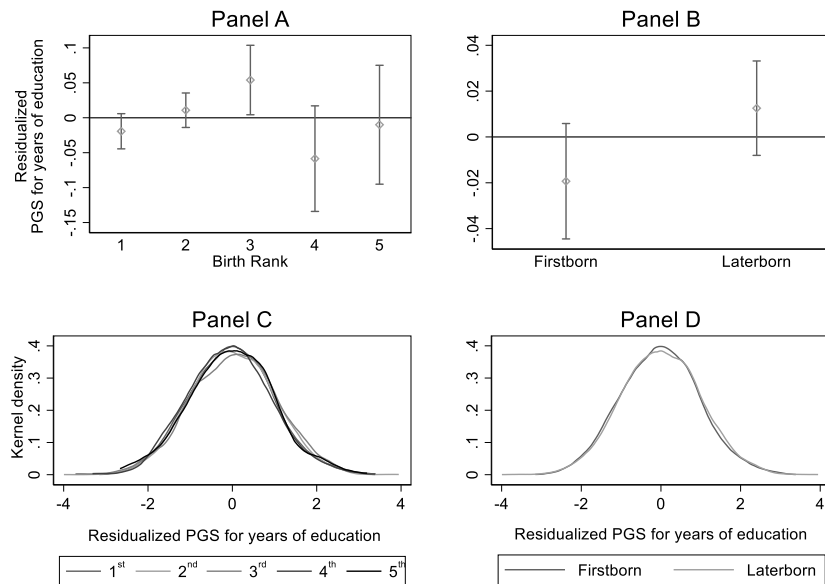 Panel A
Residualized
PGS for years of education
.1
.05
0
-.05
-.1
-.15
1 2 3 4 5
Birth Rank
Panel B
.04
.02
0
-.02
-.04
Firstborn Laterborn
Panel C
Kernel density
.4
.3
.2
.1
0
-4 -2 0 2 4
Residualized PGS for years of education
1st 2nd 3rd 4th 5th
Panel D
.4
.3
.2
.1
0
-4 -2 0 2 4
Residualized PGS for years of education
Firstborn Laterborn